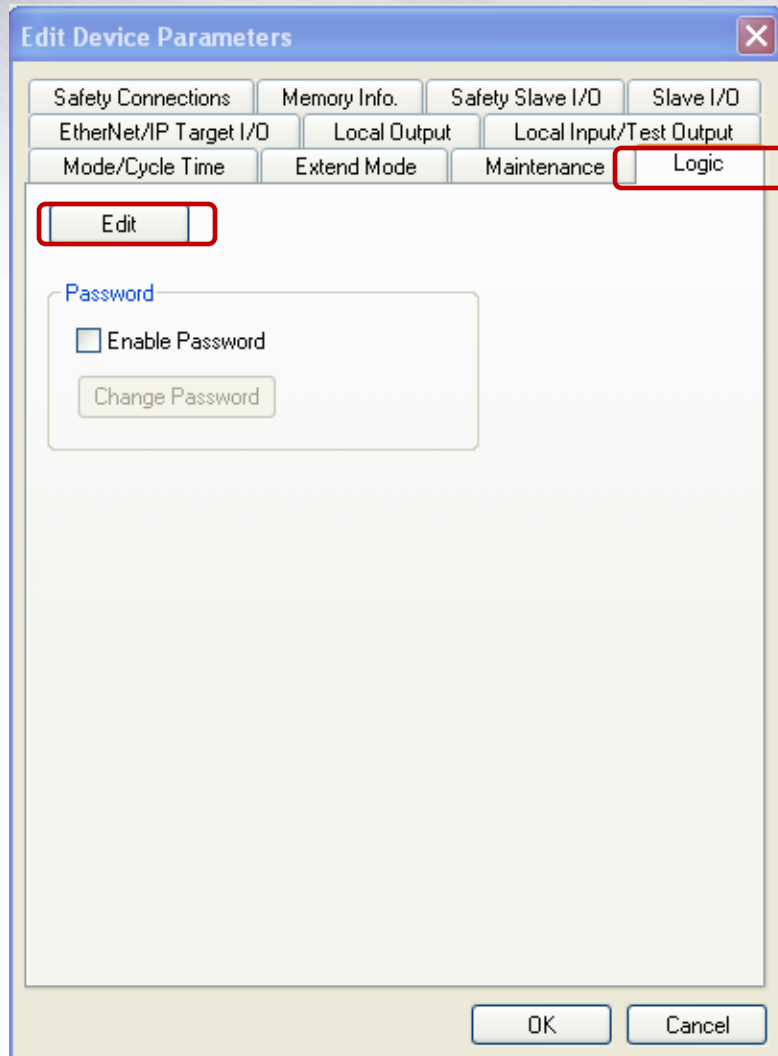 Edit Device Parameters
Safety Connections Memory Info. Safety Slave I/O Slave I/O
EtherNet/IP Target I/O Local Output Local Input/Test Output
Mode/Cycle Time Extend Mode Maintenance Logic
Edit
Password
Enable Password
Change Password
OK Cancel